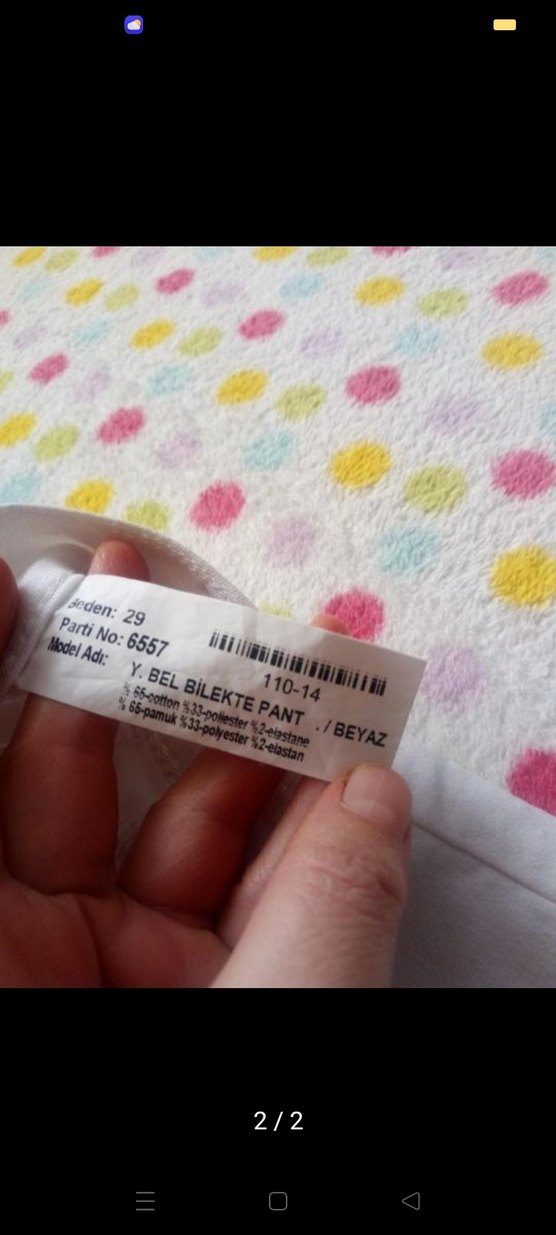 Beden: 29
Parti No: 6557
Model Adı:
110-14
Y. BEL BİLEKTE PANT . / BEYAZ
% 65-cotton %33-poliester %2-elastane
% 65-pamuk %33-polyester %2-elastan
2 / 2